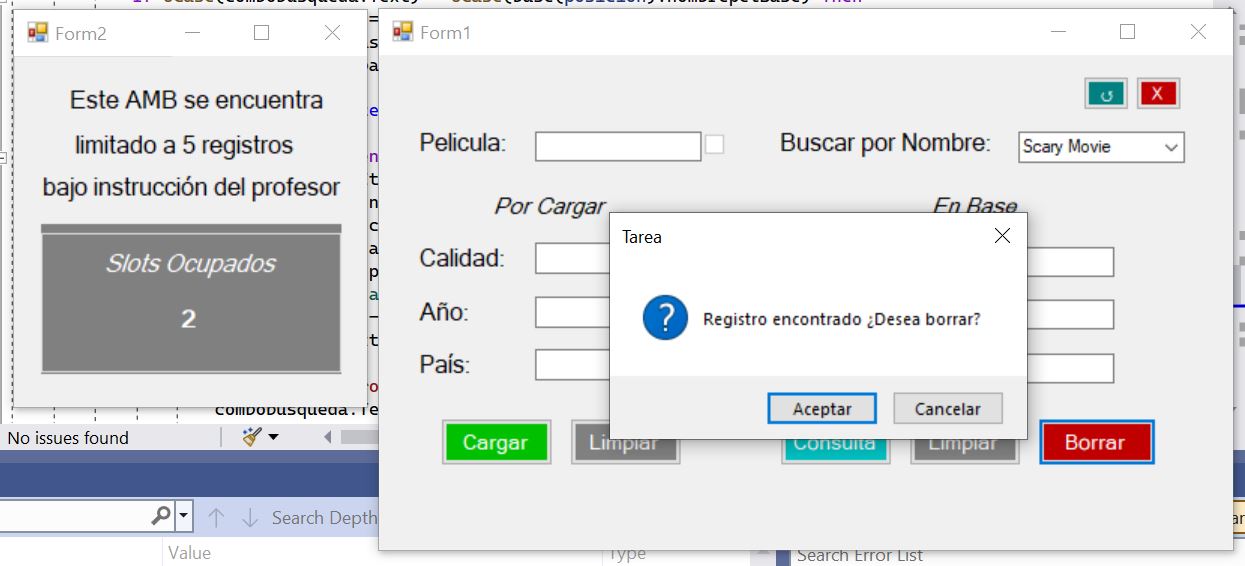 Form2
Este AMB se encuentra
limitado a 5 registros
bajo instrucción del profesor
Slots Ocupados
2
Form1
X
Pelicula:
Buscar por Nombre:
Scary Movie
Por Cargar
En Base
Calidad:
Año:
País:
Tarea
Registro encontrado ¿Desea borrar?
Aceptar
Cancelar
Cargar
Limpiar
Consulta
Limpiar
Borrar
No issues found
Search Depth
Value
Type
Search Error List